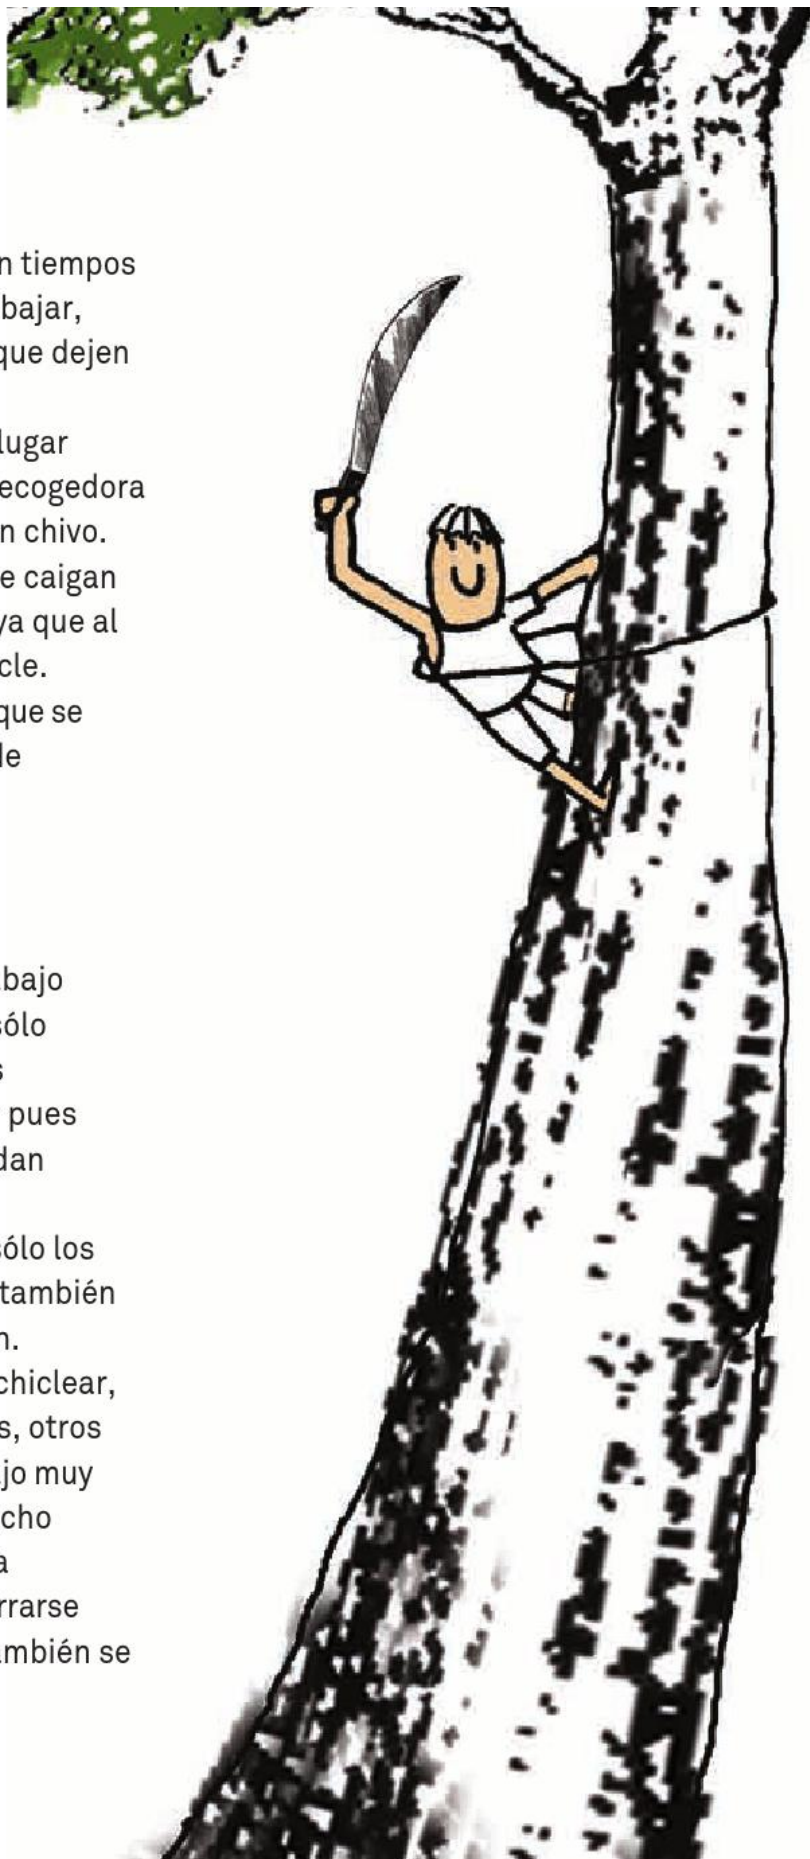 n tiempos
bajar,
que dejen
lugar
ecogedora
n chivo.
e caigan
ya que al
cle.
que se
le
bajo
sólo
s
pues
dan
sólo los
también
n.
chiclear,
s, otros
jo muy
cho
a
rrarse
mbién se